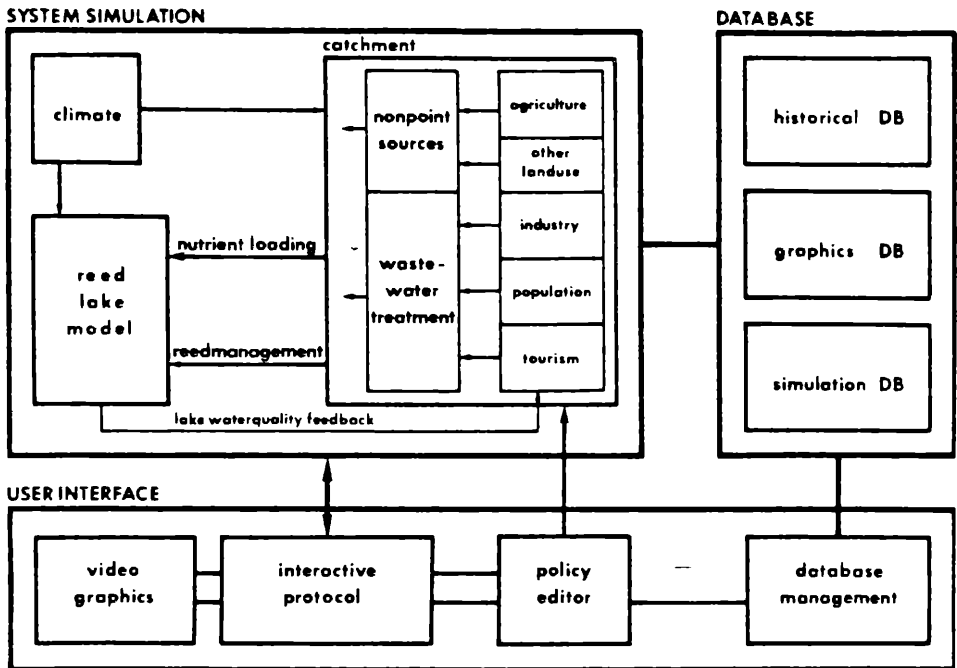 SYSTEM SIMULATION
DATABASE
catchment
climate
nonpoint
sources
agriculture
other
landuse
industry
population
tourism
waste-
water
treatment
nutrient loading
reed
lake
model
reedmanagement
lake waterquality feedback
historical DB
graphics DB
simulation DB
USER INTERFACE
video
graphics
interactive
protocol
policy
editor
database
management